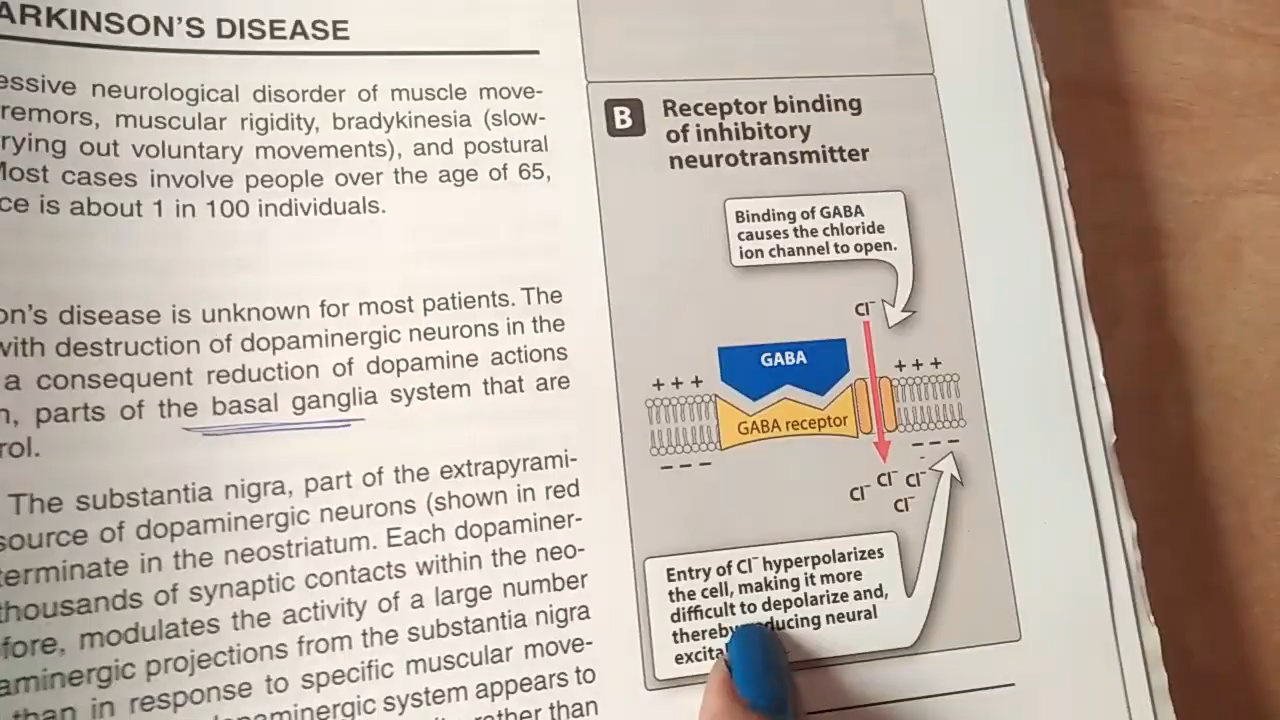 ARKINSON'S DISEASE
essive neurological disorder of muscle move-
remors, muscular rigidity, bradykinesia (slow-
rying out voluntary movements), and postural
Most cases involve people over the age of 65,
ce is about 1 in 100 individuals.
on's disease is unknown for most patients. The
with destruction of dopaminergic neurons in the
a consequent reduction of dopamine actions
n, parts of the basal ganglia system that are
rol.
The substantia nigra, part of the extrapyrami-
source of dopaminergic neurons (shown in red
terminate in the neostriatum. Each dopaminer-
thousands of synaptic contacts within the neo-
fore, modulates the activity of a large number
aminergic projections from the substantia nigra
than in response to specific muscular move-
paminergic system appears to
rather than
B
Receptor binding
of inhibitory
neurotransmitter
Binding of GABA
causes the chloride
ion channel to open.
Cl⁻
GABA
+ + +
+ + +
GABA receptor
– – –
– – –
Cl⁻ Cl⁻ Cl⁻
Cl⁻
Entry of Cl⁻ hyperpolarizes
the cell, making it more
difficult to depolarize and,
thereby ducing neural
excita